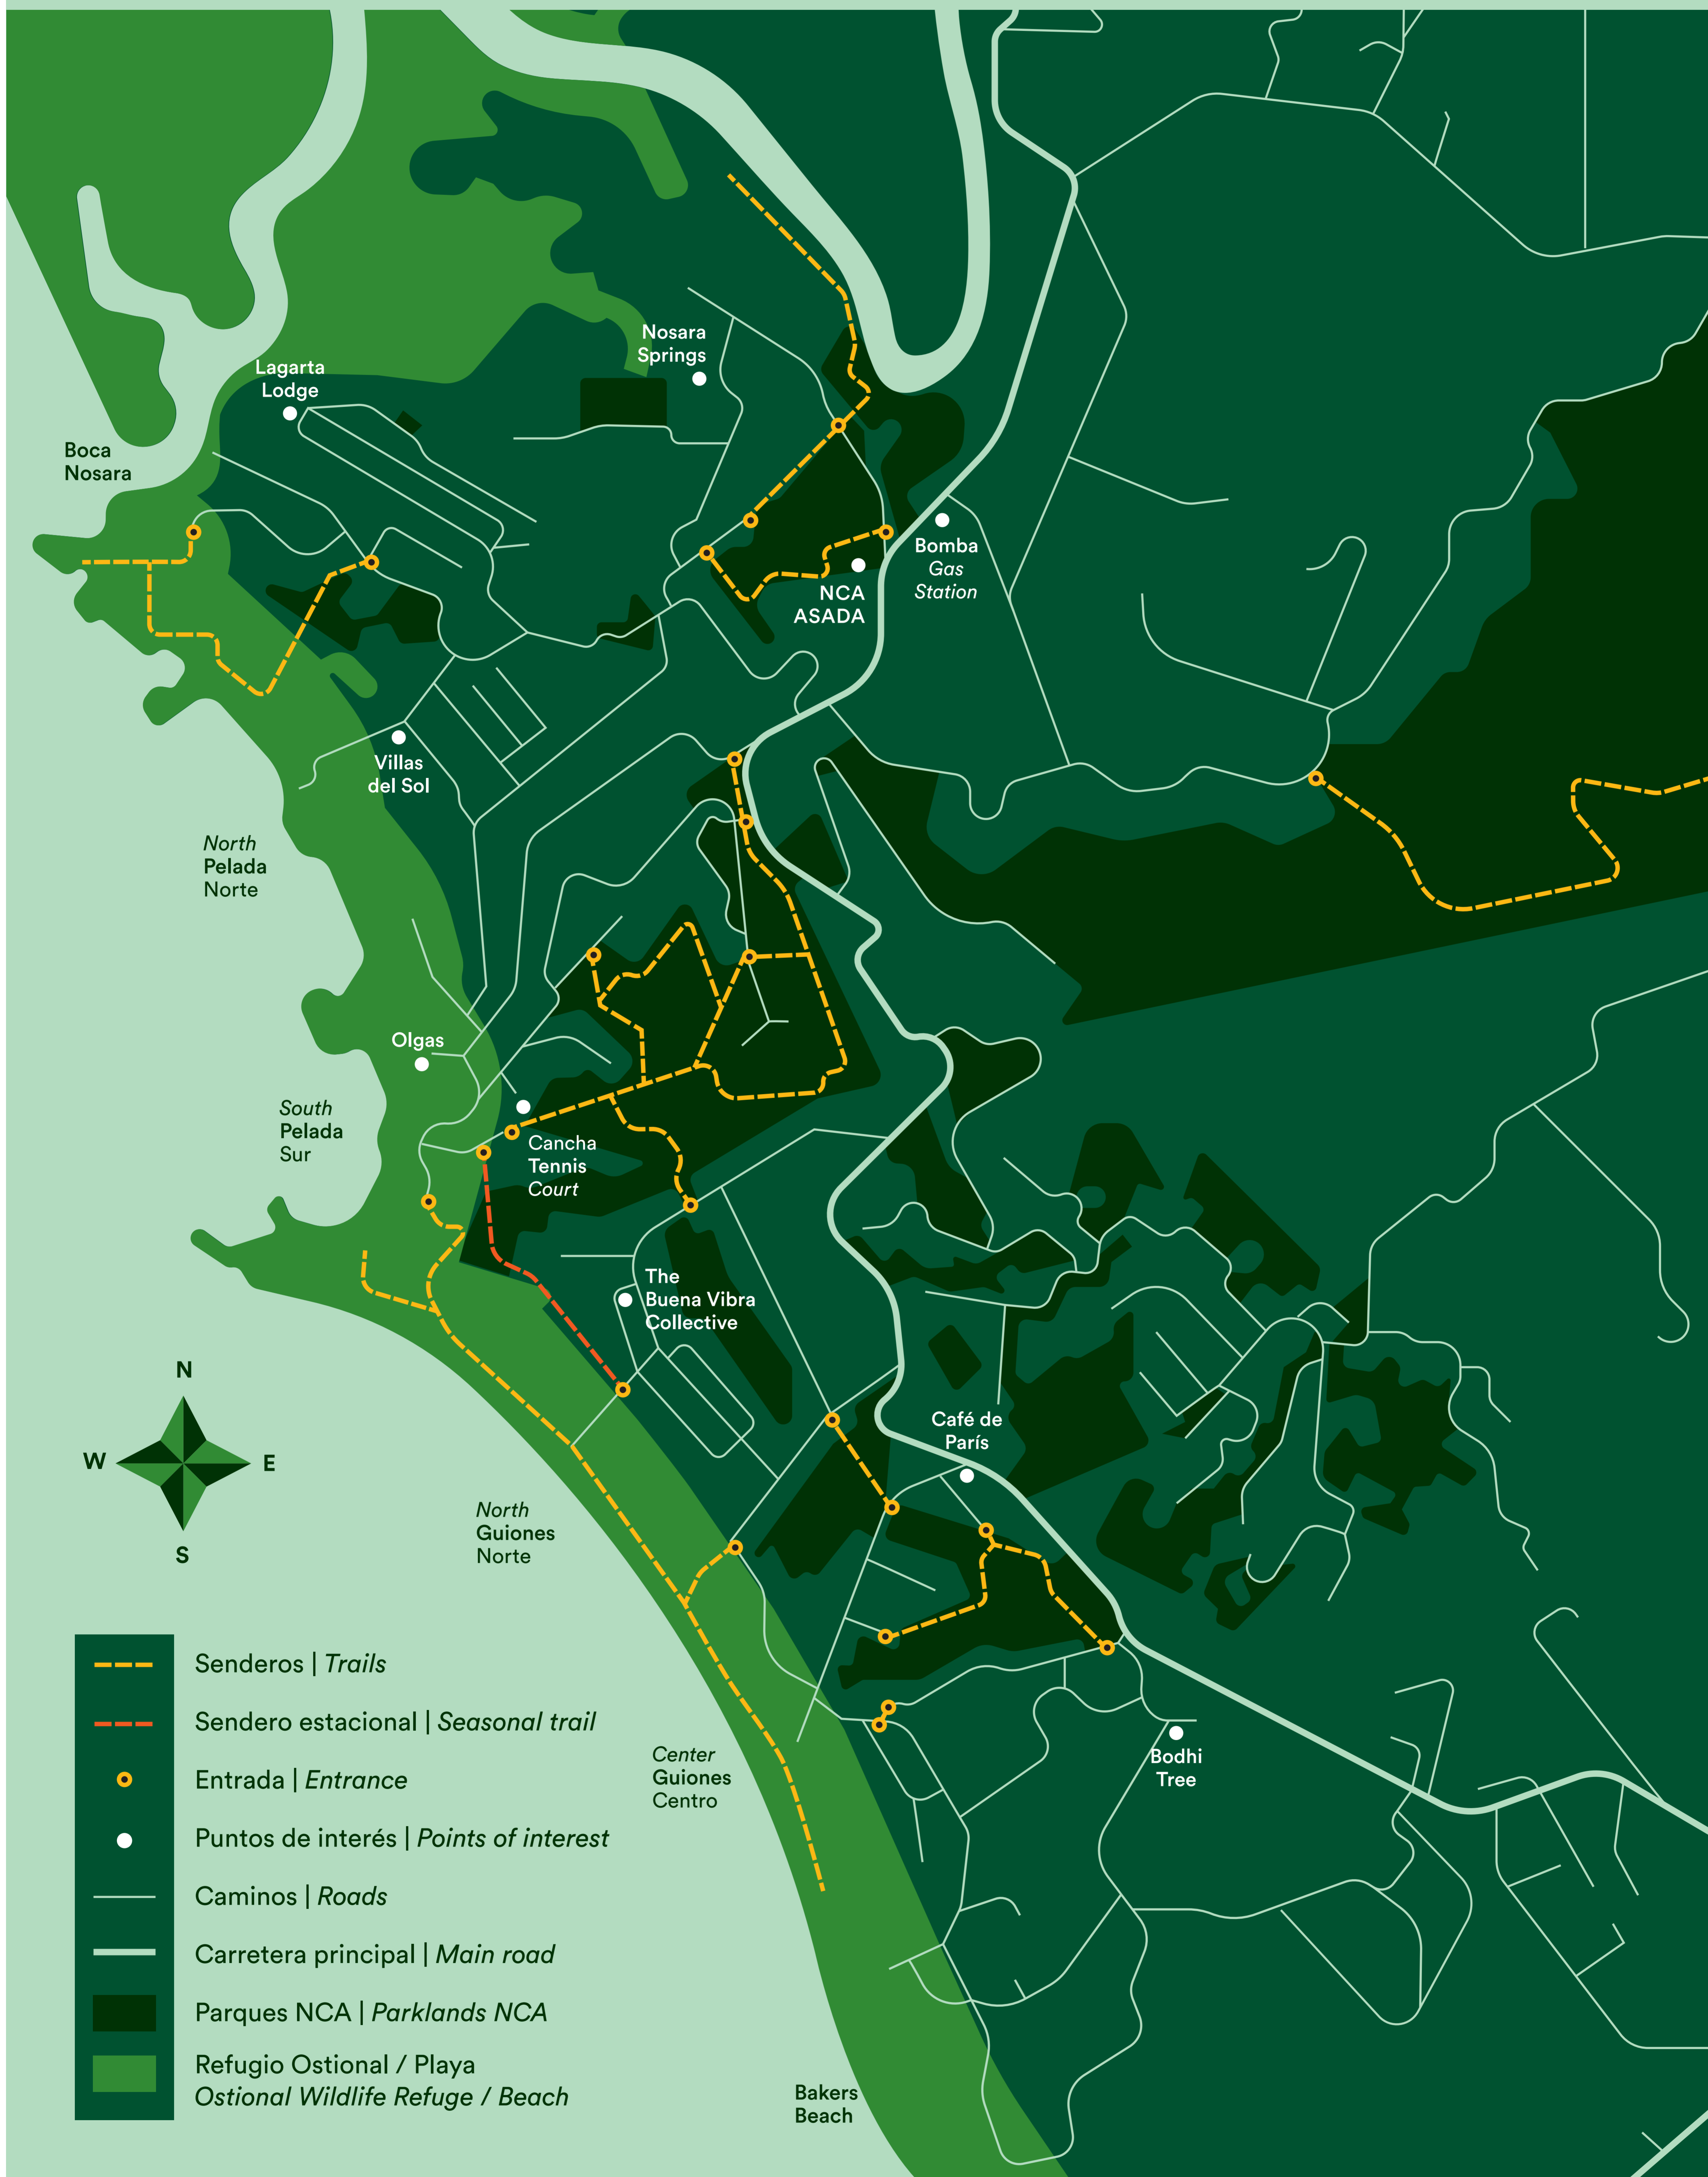 Nosara
Springs
Lagarta
Lodge
Boca
Nosara
Bomba
Gas
Station
NCA
ASADA
Villas
del Sol
North
Pelada
Norte
Olgas
South
Pelada
Sur
Cancha
Tennis
Court
The
Buena Vibra
Collective
N
W
E
S
Café de
París
North
Guiones
Norte
Center
Guiones
Centro
Bodhi
Tree
Bakers
Beach
Senderos | Trails
Sendero estacional | Seasonal trail
Entrada | Entrance
Puntos de interés | Points of interest
Caminos | Roads
Carretera principal | Main road
Parques NCA | Parklands NCA
Refugio Ostional / Playa
Ostional Wildlife Refuge / Beach